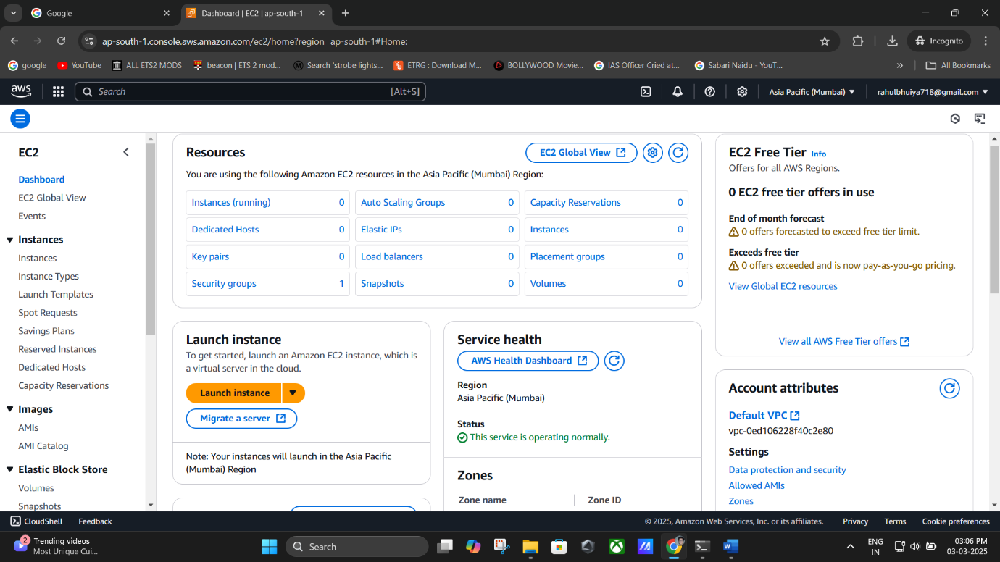 Google
Dashboard | EC2 | ap-south-1
ap-south-1.console.aws.amazon.com/ec2/home?region=ap-south-1#Home:
Incognito
google
YouTube
ALL ETS2 MODS
beacon | ETS 2 mod...
Search 'strobe lights...
ETRG : Download M...
BOLLYWOOD Movie...
IAS Officer Cried at...
Sabari Naidu - YouT...
All Bookmarks
aws
Search
[Alt+S]
Asia Pacific (Mumbai)
rahulbhuiya718@gmail.com
EC2
Dashboard
EC2 Global View
Events
Instances
Instances
Instance Types
Launch Templates
Spot Requests
Savings Plans
Reserved Instances
Dedicated Hosts
Capacity Reservations
Images
AMIs
AMI Catalog
Elastic Block Store
Volumes
Snapshots
Resources
EC2 Global View
You are using the following Amazon EC2 resources in the Asia Pacific (Mumbai) Region:
Instances (running) 0
Auto Scaling Groups 0
Capacity Reservations 0
Dedicated Hosts 0
Elastic IPs 0
Instances 0
Key pairs 0
Load balancers 0
Placement groups 0
Security groups 1
Snapshots 0
Volumes 0
Launch instance
To get started, launch an Amazon EC2 instance, which is
a virtual server in the cloud.
Launch instance
Migrate a server
Note: Your instances will launch in the Asia Pacific
(Mumbai) Region
Service health
AWS Health Dashboard
Region
Asia Pacific (Mumbai)
Status
This service is operating normally.
Zones
Zone name
Zone ID
EC2 Free Tier Info
Offers for all AWS Regions.
0 EC2 free tier offers in use
End of month forecast
0 offers forecasted to exceed free tier limit.
Exceeds free tier
0 offers exceeded and is now pay-as-you-go pricing.
View Global EC2 resources
View all AWS Free Tier offers
Account attributes
Default VPC
vpc-0ed106228f40c2e80
Settings
Data protection and security
Allowed AMIs
Zones
CloudShell
Feedback
© 2025, Amazon Web Services, Inc. or its affiliates.
Privacy
Terms
Cookie preferences
2
Trending videos
Most Unique Cui...
Search
ENG
IN
03:06 PM
03-03-2025